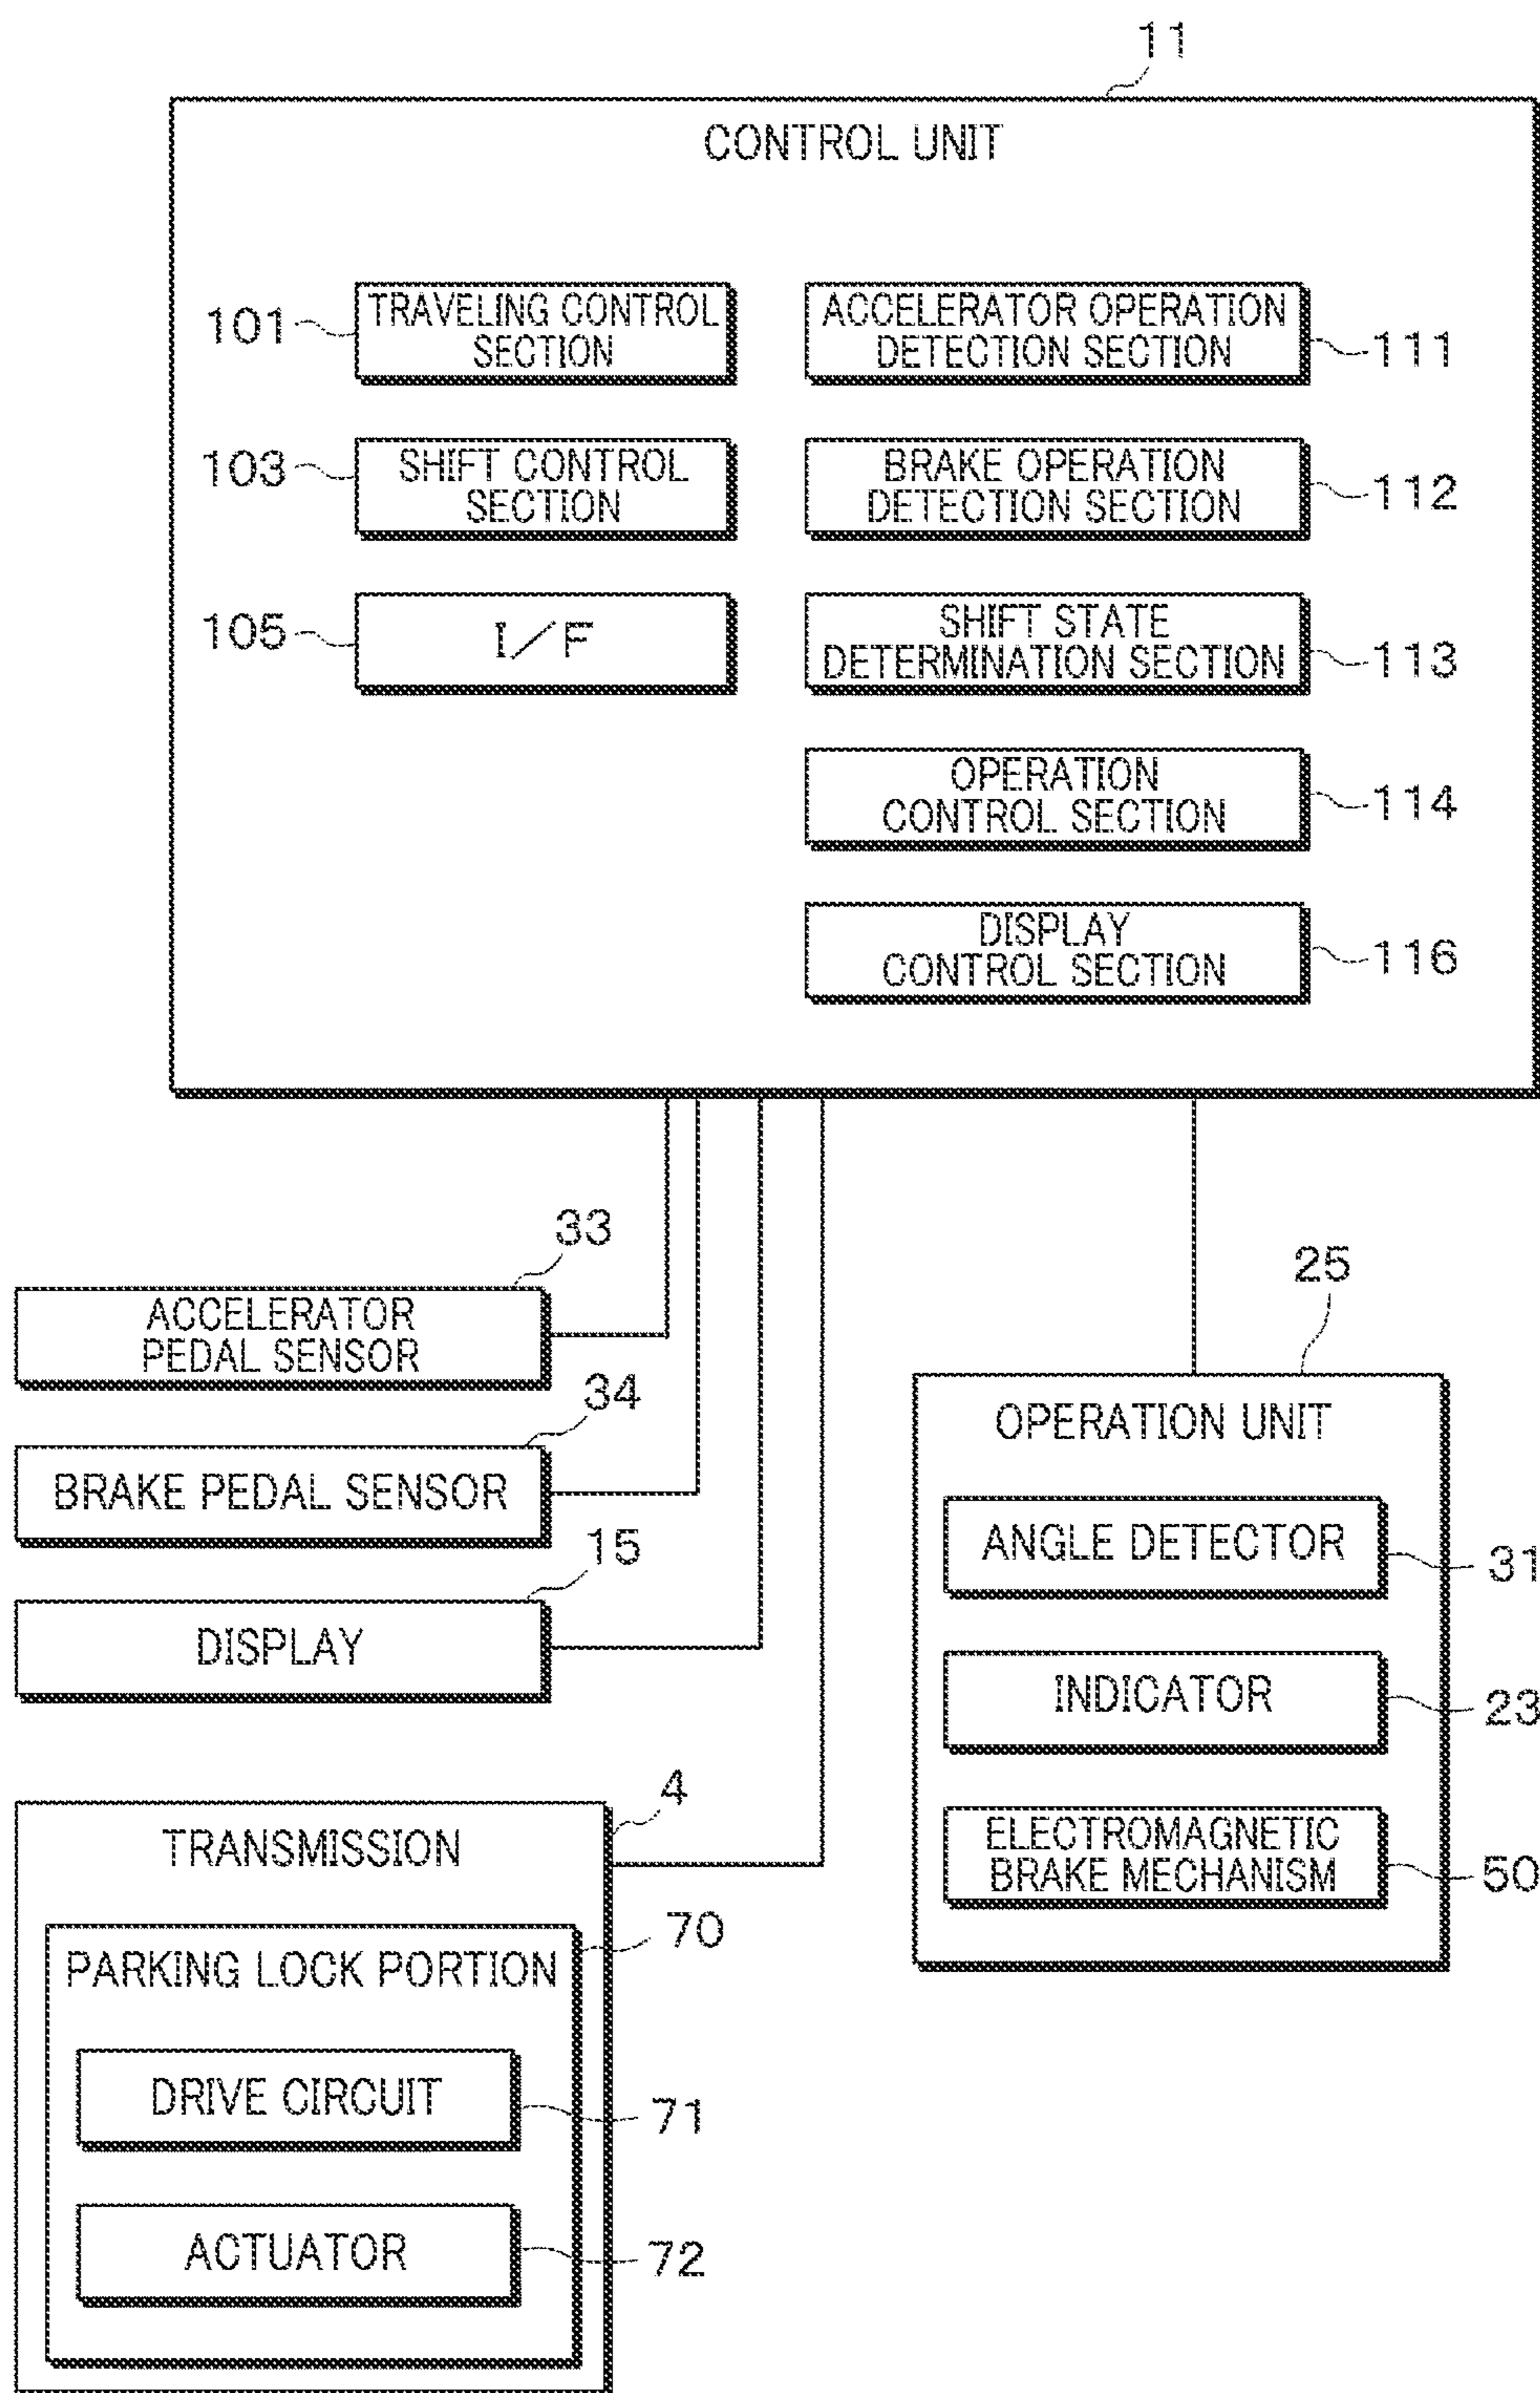 11
CONTROL UNIT
101
TRAVELING CONTROL
SECTION
ACCELERATOR OPERATION
DETECTION SECTION
111
103
SHIFT CONTROL
SECTION
BRAKE OPERATION
DETECTION SECTION
112
105
I/F
SHIFT STATE
DETERMINATION SECTION
113
OPERATION
CONTROL SECTION
114
DISPLAY
CONTROL SECTION
116
33
ACCELERATOR
PEDAL SENSOR
34
BRAKE PEDAL SENSOR
15
DISPLAY
4
TRANSMISSION
70
PARKING LOCK PORTION
DRIVE CIRCUIT
71
ACTUATOR
72
25
OPERATION UNIT
ANGLE DETECTOR
31
INDICATOR
23
ELECTROMAGNETIC
BRAKE MECHANISM
50